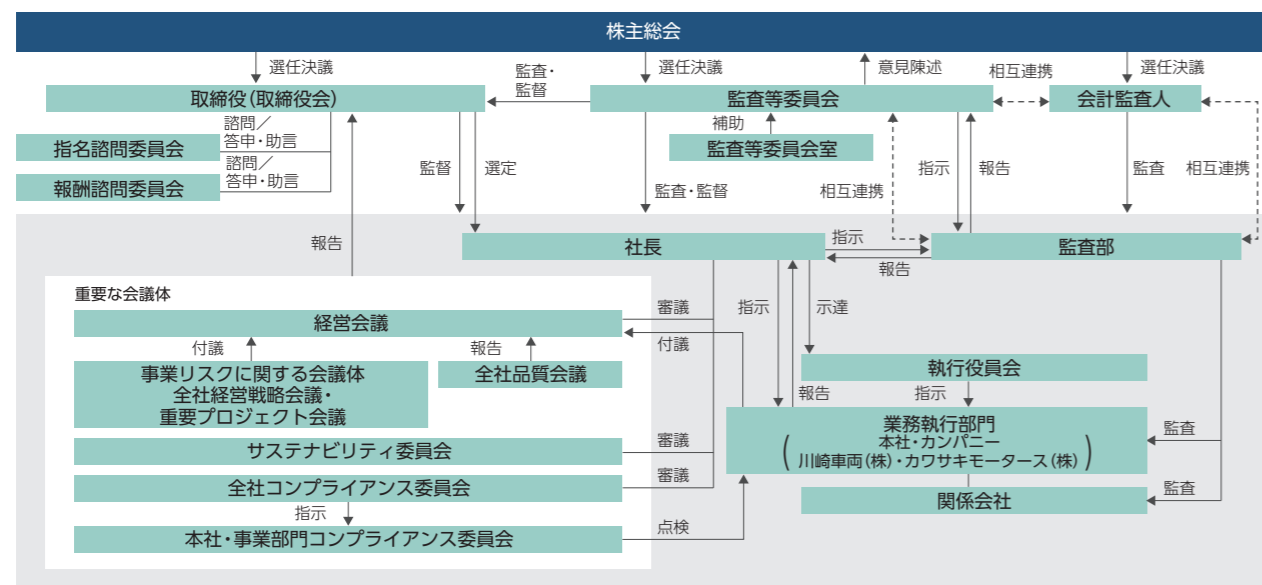 株主総会
選任決議
監査・
監督
選任決議
意見陳述
相互連携
選任決議
取締役(取締役会)
監査等委員会
会計監査人
諮問／
答申・助言
指名諮問委員会
諮問／
答申・助言
報酬諮問委員会
補助
監査等委員会室
監督
選定
監査・監督
相互連携
指示
報告
監査
相互連携
報告
社長
指示
報告
監査部
重要な会議体
経営会議
審議
付議
指示
示達
付議
報告
事業リスクに関する会議体
全社経営戦略会議・
重要プロジェクト会議
全社品質会議
執行役員会
報告
指示
業務執行部門
本社・カンパニー
川崎車両(株)・カワサキモータース(株)
監査
サステナビリティ委員会
審議
全社コンプライアンス委員会
審議
関係会社
監査
指示
本社・事業部門コンプライアンス委員会
点検